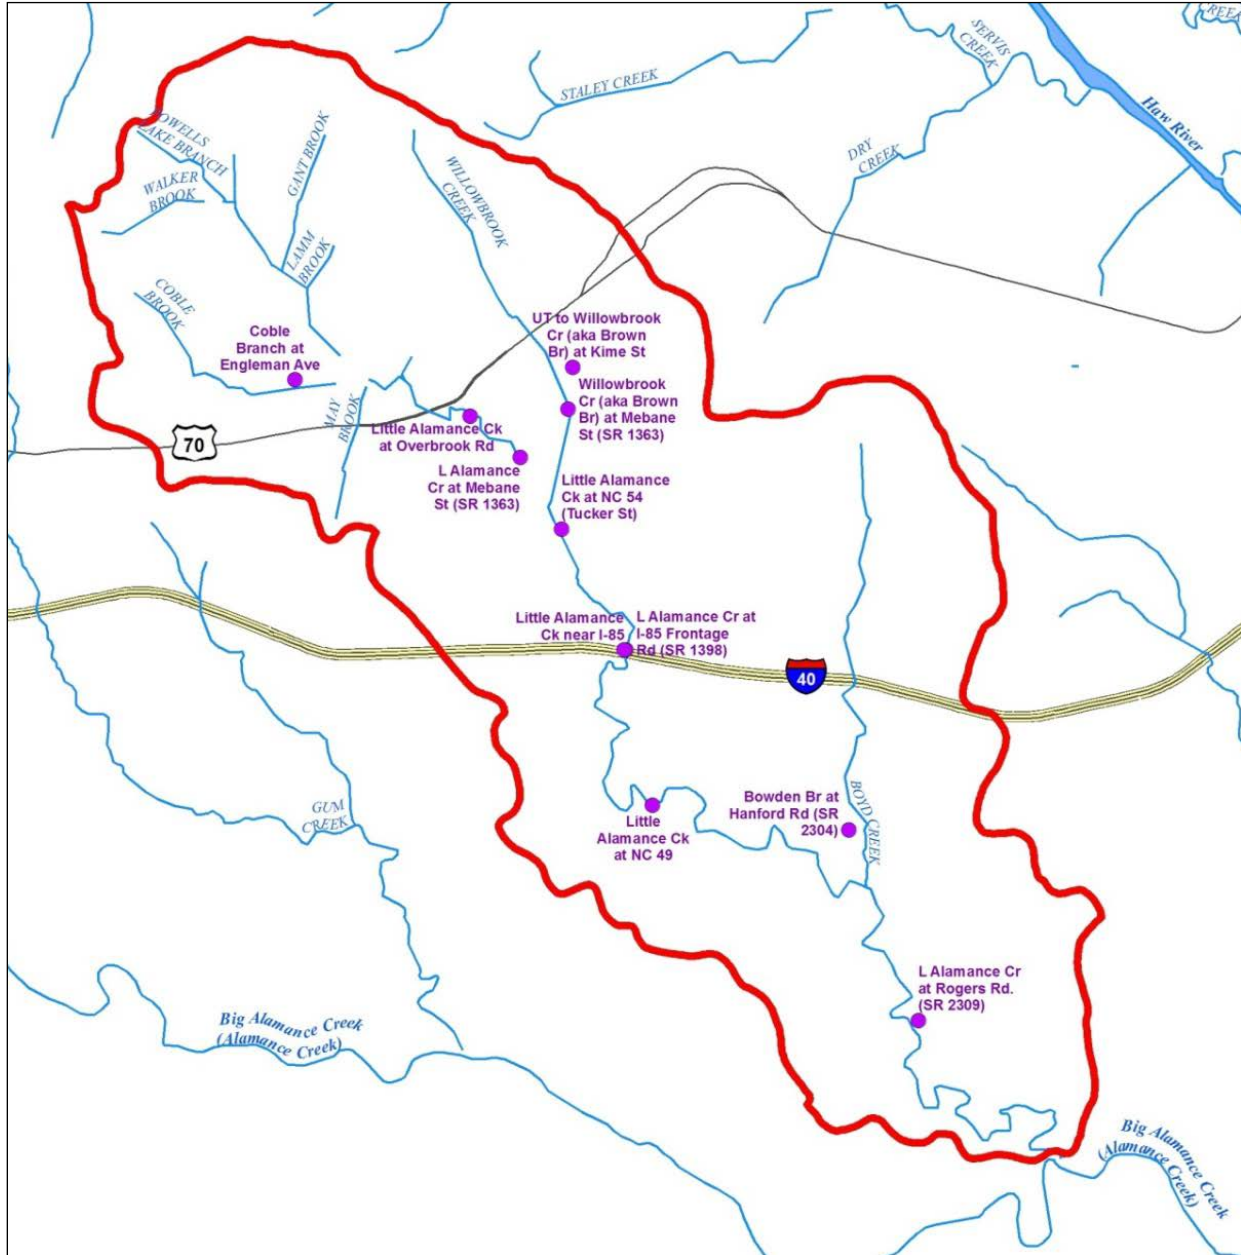 SERVIS
CREEK
CREEK
STALEY CREEK
Haw River
POWELLS
LAKE BRANCH
GANT BROOK
WILLOWBROOK
CREEK
DRY
CREEK
WALKER
BROOK
LAMM
BROOK
COBLE
BROOK
Coble
Branch at
Engleman Ave
UT to Willowbrook
Cr (aka Brown
Br) at Kime St
Willowbrook
Cr (aka Brown
Br) at Mebane
St (SR 1363)
MAY
BROOK
70
Little Alamance Ck
at Overbrook Rd
L Alamance
Cr at Mebane
St (SR 1363)
Little Alamance
Ck at NC 54
(Tucker St)
Little Alamance
Ck near I-85
L Alamance Cr at
I-85 Frontage
Rd (SR 1398)
40
GUM
CREEK
Little
Alamance Ck
at NC 49
Bowden Br at
Hanford Rd (SR
2304)
BOYD CREEK
L Alamance Cr
at Rogers Rd.
(SR 2309)
Big Alamance Creek
(Alamance Creek)
Big Alamance Creek
(Alamance Creek)